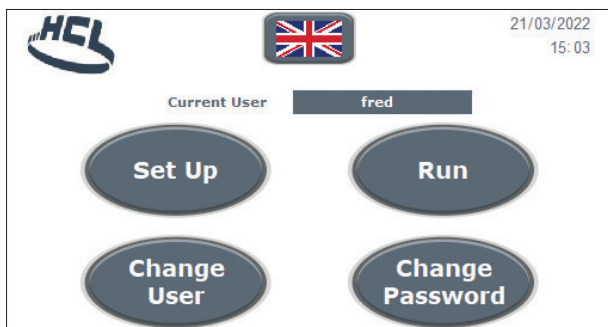 HCL
21/03/2022
15:03
Current User fred
Set Up
Run
Change
User
Change
Password